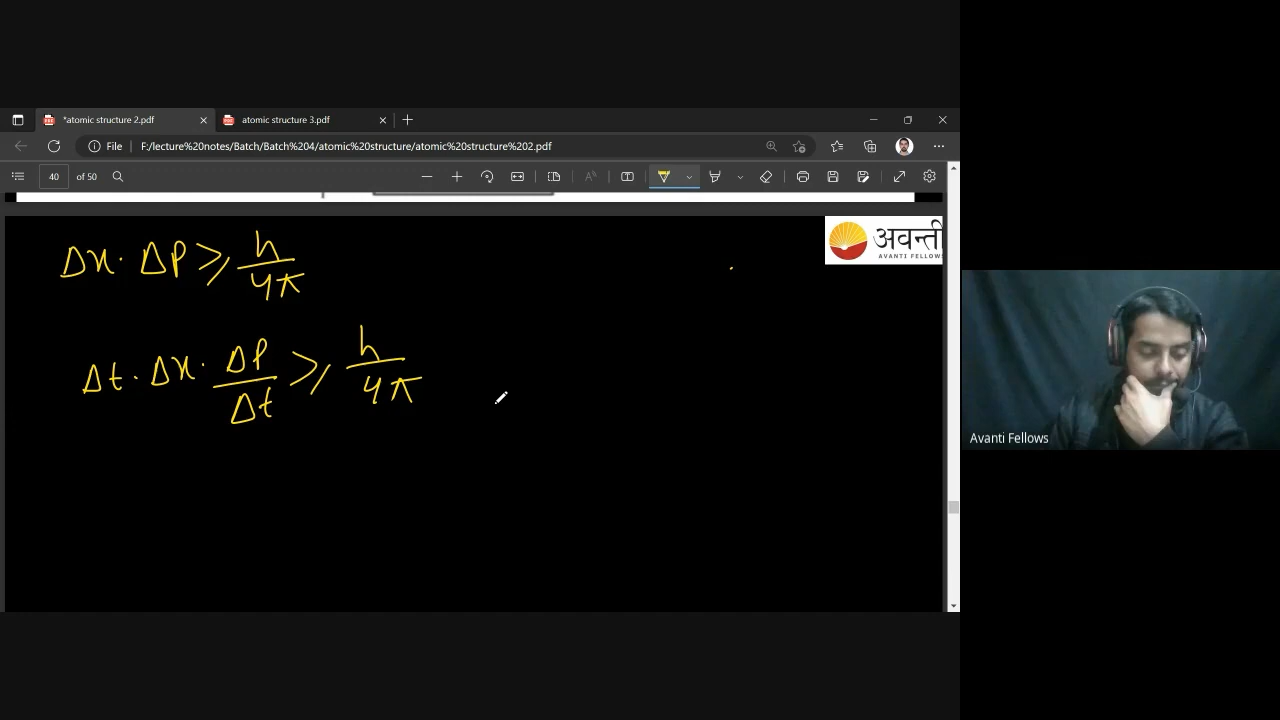 *atomic structure 2.pdf
atomic structure 3.pdf
File F:/lecture%20notes/Batch/Batch%204/atomic%20structure/atomic%20structure%202.pdf
40 of 50
अवन्ती
AVANTI FELLOWS
Δx · ΔP ≥ h/4π
Δt · Δx · ΔP/Δt ≥ h/4π
Avanti Fellows